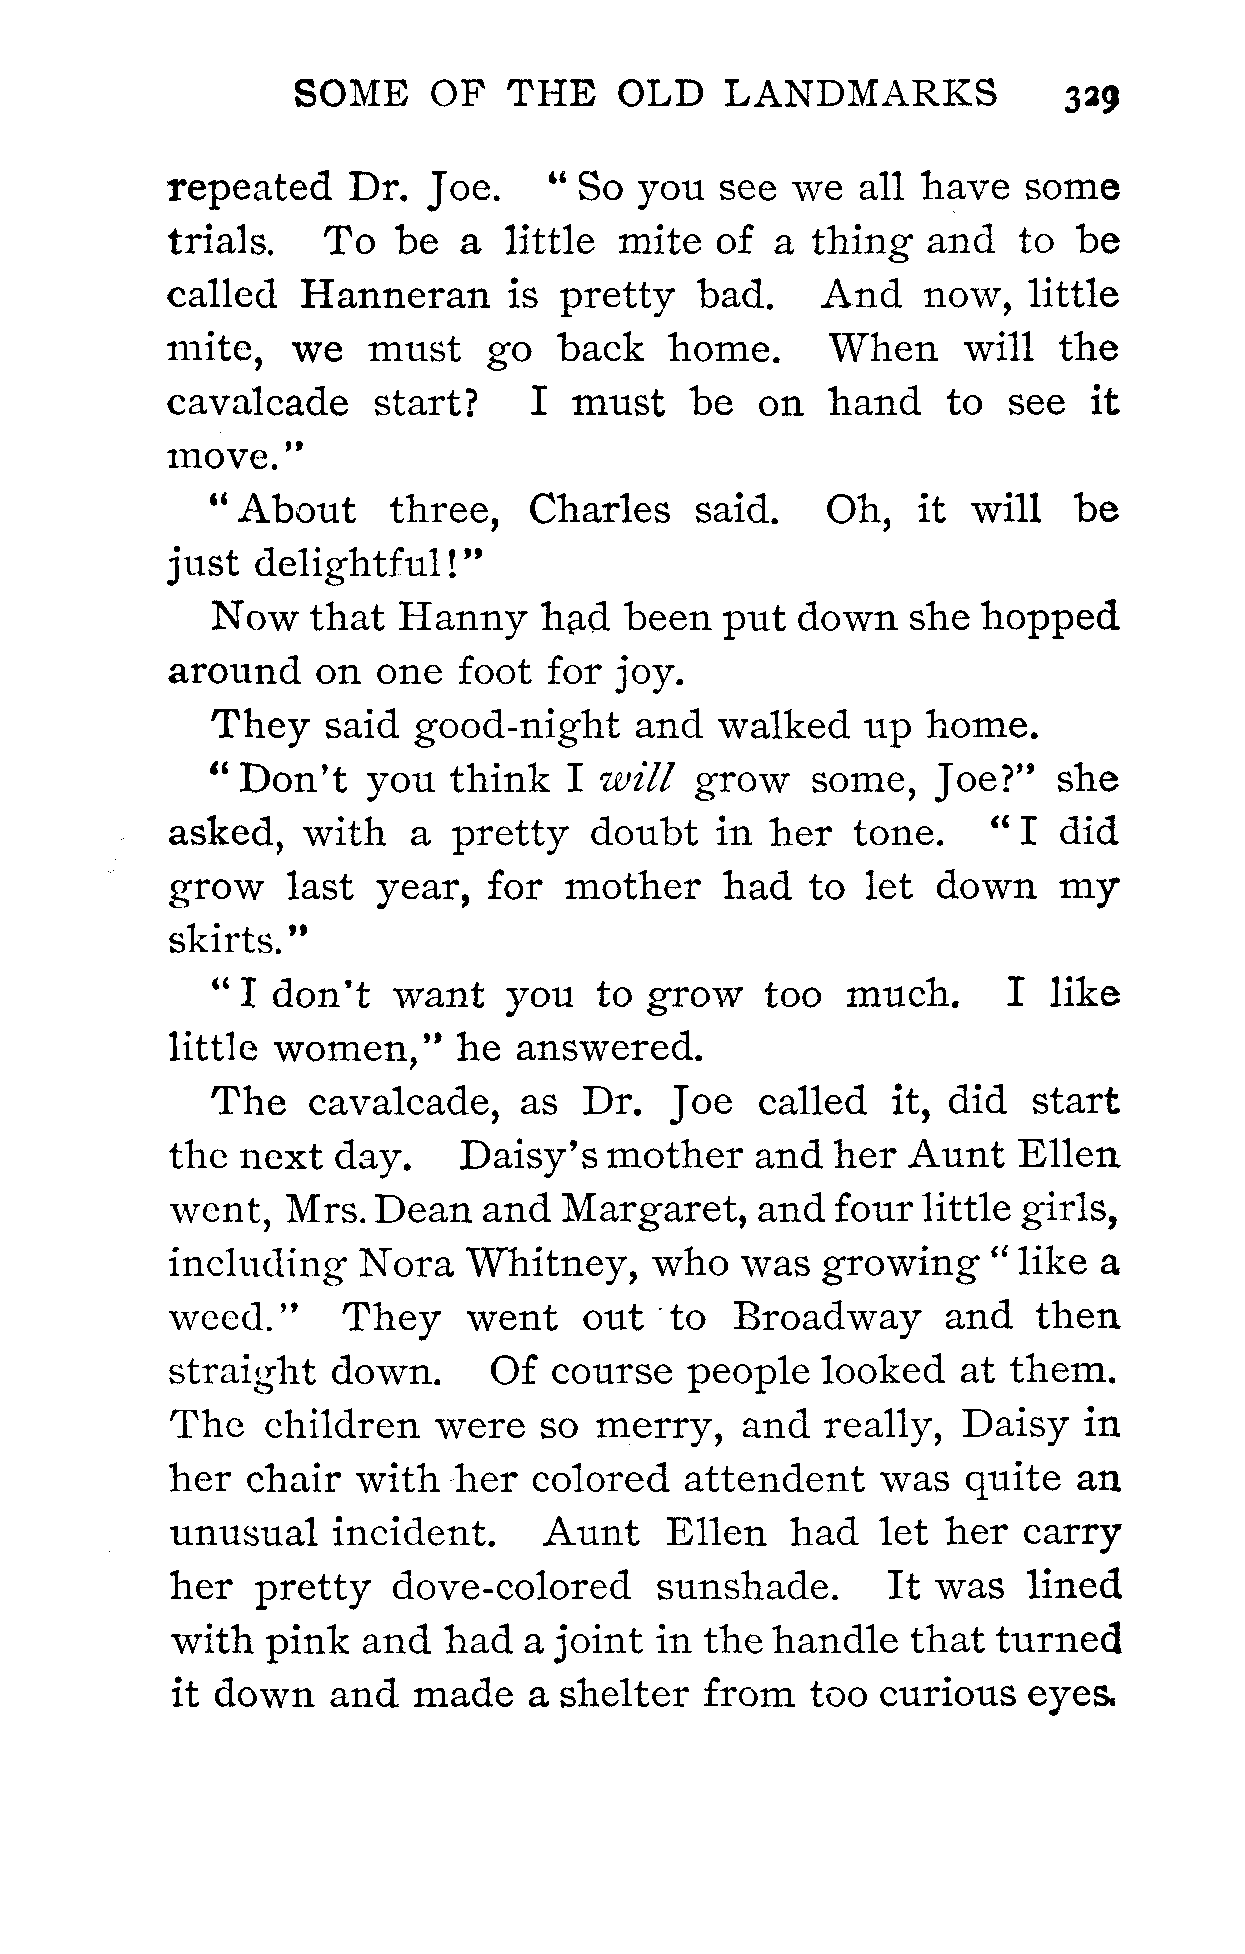 SOME OF THE OLD LANDMARKS 329
repeated Dr. Joe. “ So you see we all have some
trials. To be a little mite of a thing and to be
called Hanneran is pretty bad. And now, little
mite, we must go back home. When will the
cavalcade start? I must be on hand to see it
move.”
“ About three, Charles said. Oh, it will be
just delightful!”
Now that Hanny had been put down she hopped
around on one foot for joy.
They said good-night and walked up home.
“ Don’t you think I will grow some, Joe?” she
asked, with a pretty doubt in her tone. “ I did
grow last year, for mother had to let down my
skirts.”
“ I don’t want you to grow too much. I like
little women,” he answered.
The cavalcade, as Dr. Joe called it, did start
the next day. Daisy’s mother and her Aunt Ellen
went, Mrs. Dean and Margaret, and four little girls,
including Nora Whitney, who was growing “ like a
weed.” They went out to Broadway and then
straight down. Of course people looked at them.
The children were so merry, and really, Daisy in
her chair with her colored attendent was quite an
unusual incident. Aunt Ellen had let her carry
her pretty dove-colored sunshade. It was lined
with pink and had a joint in the handle that turned
it down and made a shelter from too curious eyes.